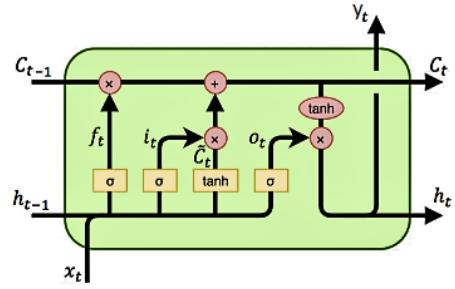 y_t
C_{t-1} × + C_t
tanh
f_t i_t × o_t ×
C̃_t
σ σ tanh σ
h_{t-1} h_t
x_t